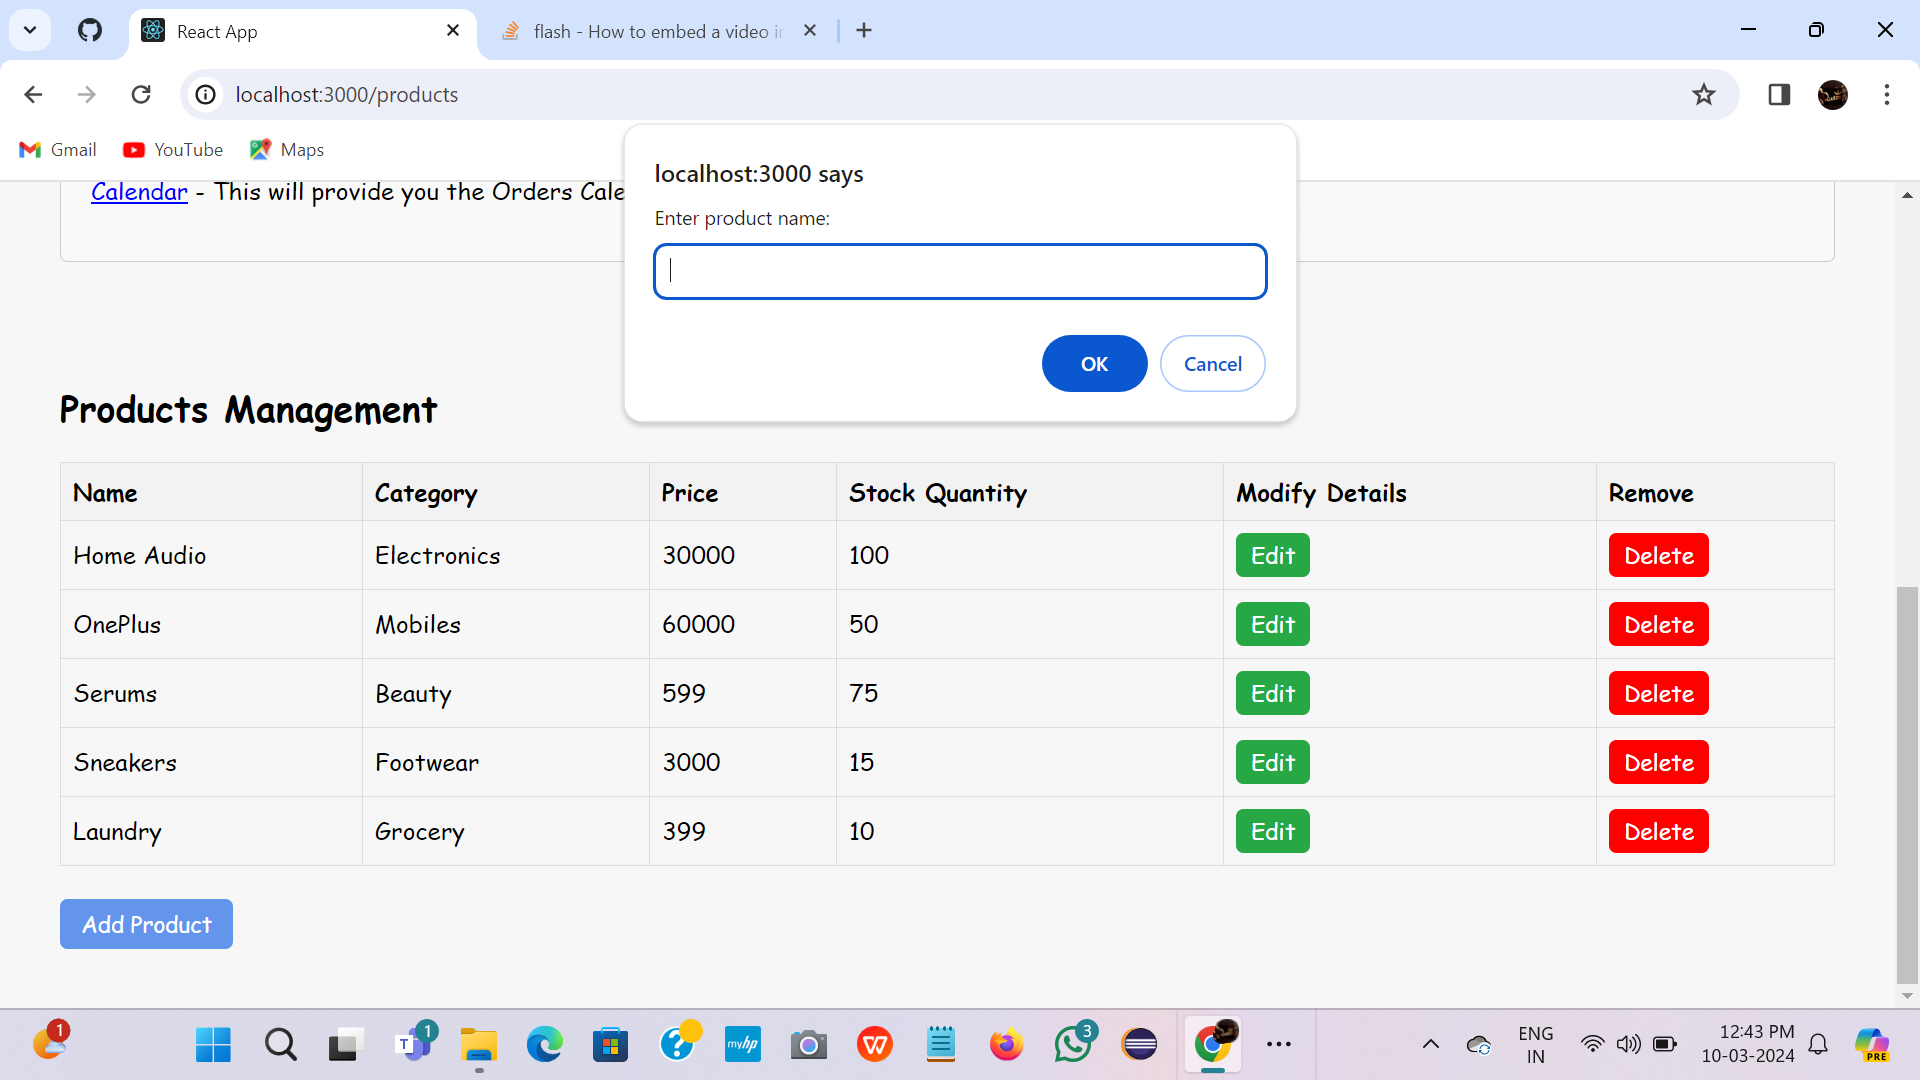 React App
flash - How to embed a video in
localhost:3000/products
Gmail
YouTube
Maps
localhost:3000 says
Enter product name:
OK
Cancel
Calendar - This will provide you the Orders Cale
Products Management
Name Category Price Stock Quantity Modify Details Remove
Home Audio Electronics 30000 100 Edit Delete
OnePlus Mobiles 60000 50 Edit Delete
Serums Beauty 599 75 Edit Delete
Sneakers Footwear 3000 15 Edit Delete
Laundry Grocery 399 10 Edit Delete
Add Product
1
T
1
?
myhp
W
3
PRE
ENG
IN
12:43 PM
10-03-2024